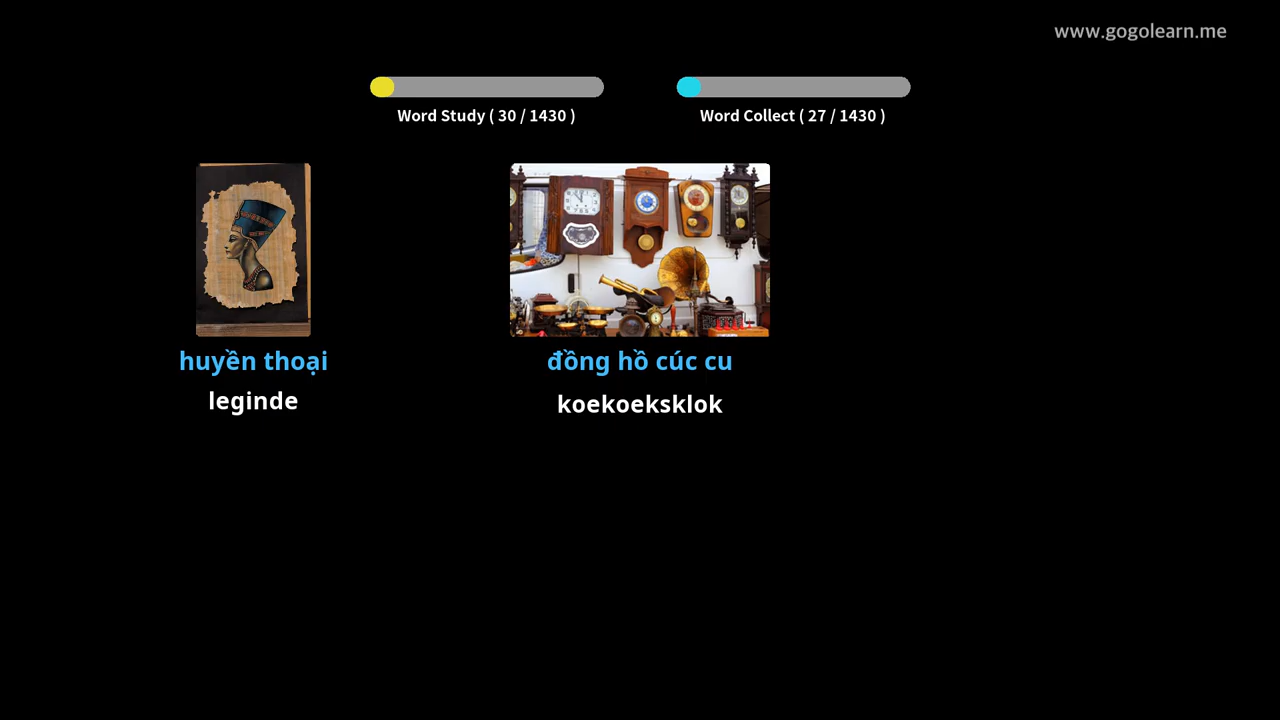 www.gogolearn.me
Word Study ( 30 / 1430 )
Word Collect ( 27 / 1430 )
huyền thoại
leginde
đồng hồ cúc cu
koekoeksklok